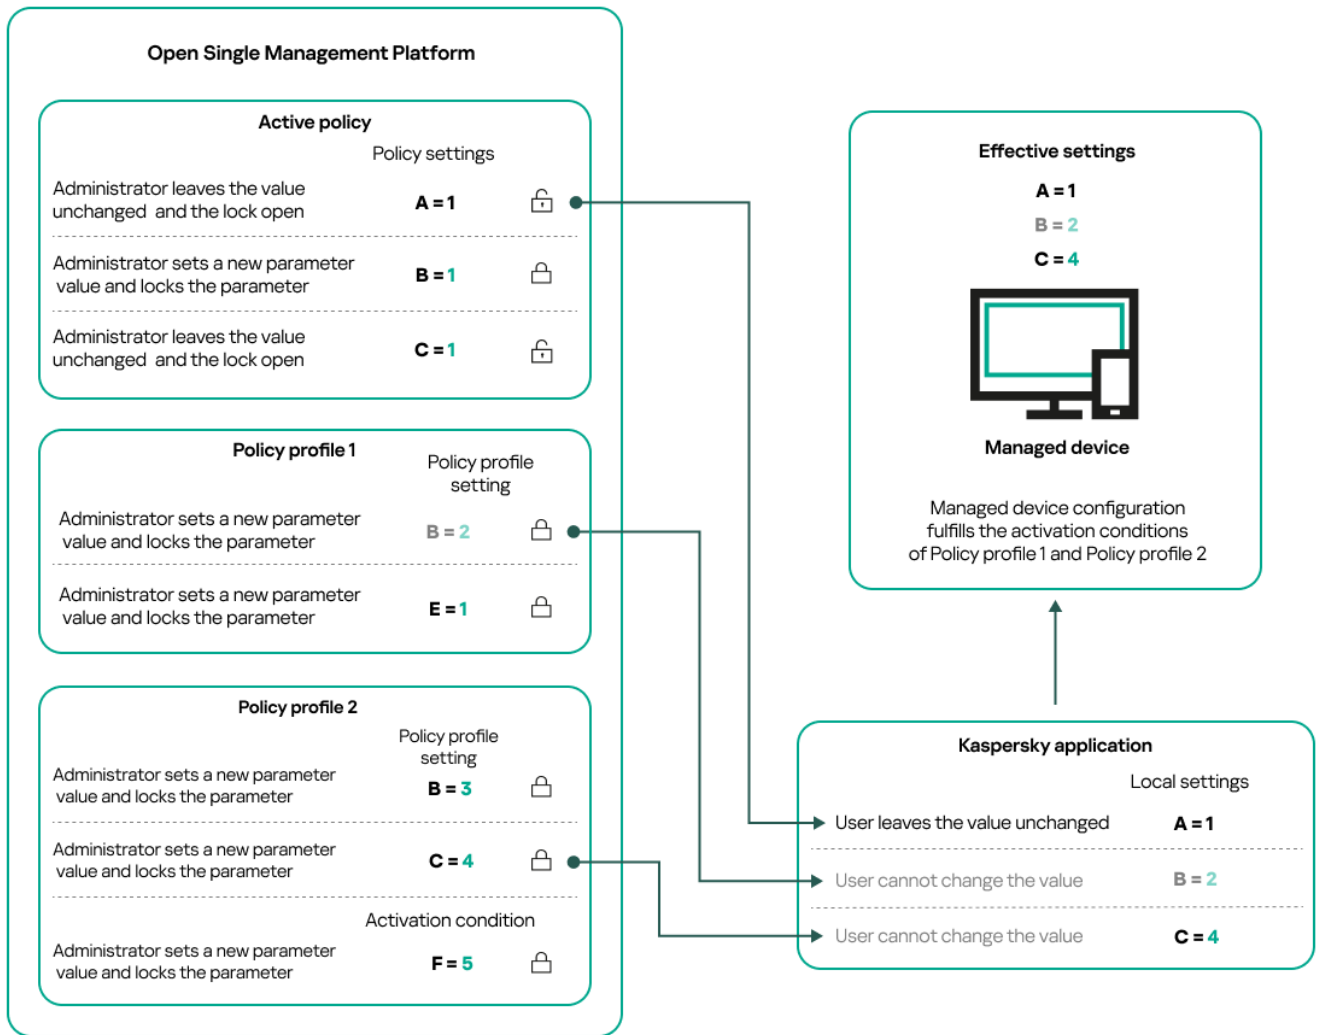 Open Single Management Platform
Active policy
Policy settings
Administrator leaves the value
unchanged and the lock open
A = 1
Administrator sets a new parameter
value and locks the parameter
B = 1
Administrator leaves the value
unchanged and the lock open
C = 1
Policy profile 1
Policy profile
setting
Administrator sets a new parameter
value and locks the parameter
B = 2
Administrator sets a new parameter
value and locks the parameter
E = 1
Policy profile 2
Policy profile
setting
Administrator sets a new parameter
value and locks the parameter
B = 3
Administrator sets a new parameter
value and locks the parameter
C = 4
Activation condition
Administrator sets a new parameter
value and locks the parameter
F = 5
Effective settings
A = 1
B = 2
C = 4
Managed device
Managed device configuration
fulfills the activation conditions
of Policy profile 1 and Policy profile 2
Kaspersky application
Local settings
User leaves the value unchanged
A = 1
User cannot change the value
B = 2
User cannot change the value
C = 4